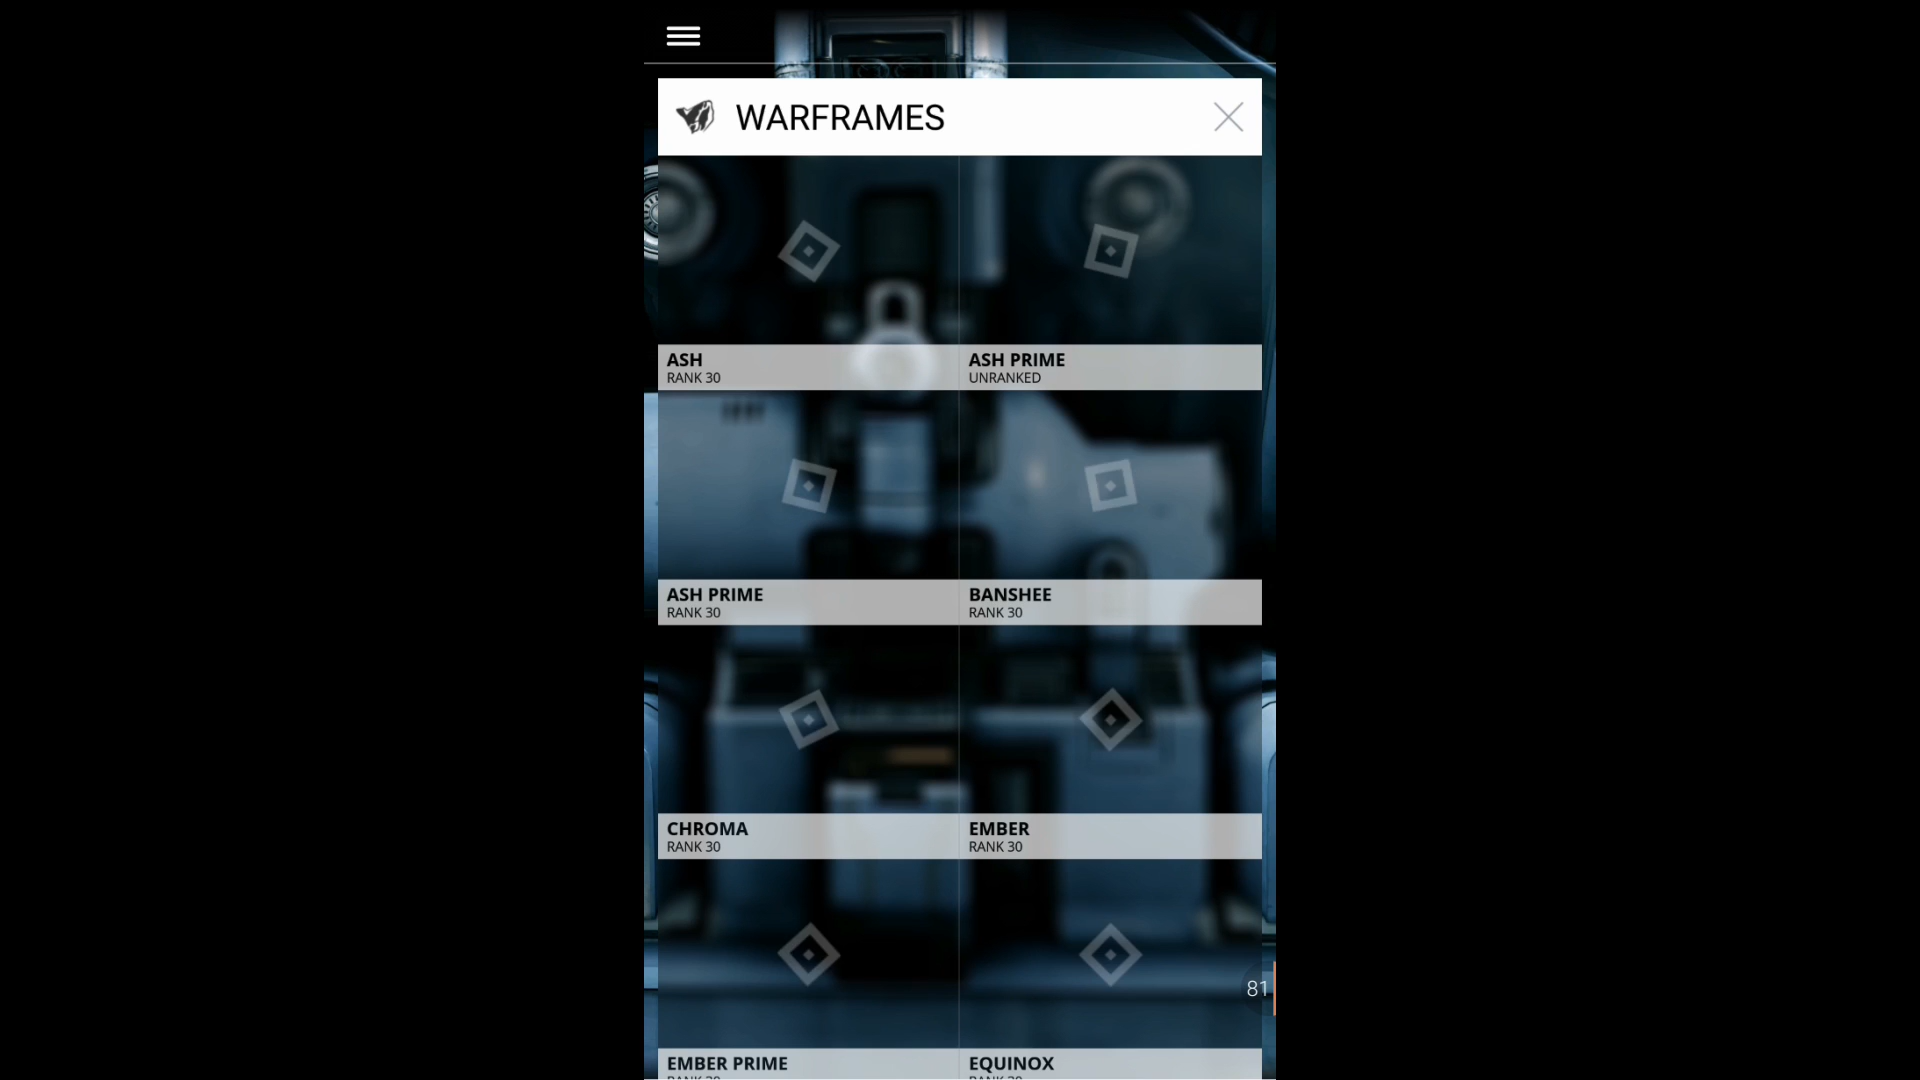 WARFRAMES
ASH
RANK 30
ASH PRIME
UNRANKED
ASH PRIME
RANK 30
BANSHEE
RANK 30
CHROMA
RANK 30
EMBER
RANK 30
81
EMBER PRIME
EQUINOX